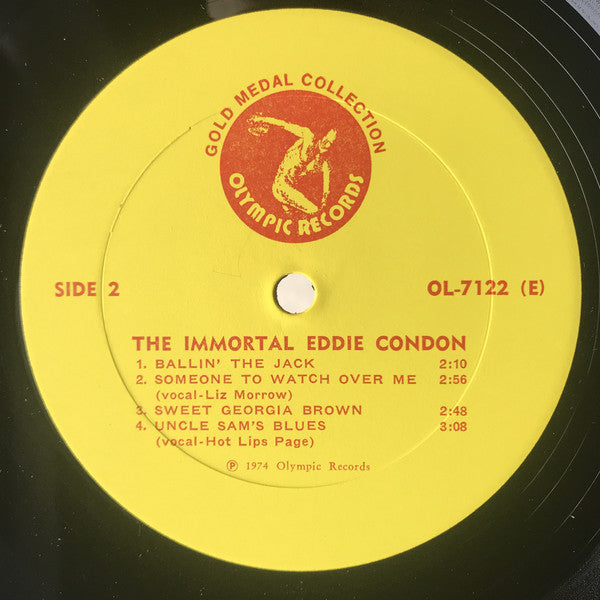 GOLD MEDAL COLLECTION
OLYMPIC RECORDS
SIDE 2
OL-7122 (E)
THE IMMORTAL EDDIE CONDON
1. BALLIN' THE JACK 2:10
2. SOMEONE TO WATCH OVER ME 2:56
(vocal-Liz Morrow)
3. SWEET GEORGIA BROWN 2:48
4. UNCLE SAM'S BLUES 3:08
(vocal-Hot Lips Page)
℗ 1974 Olympic Records